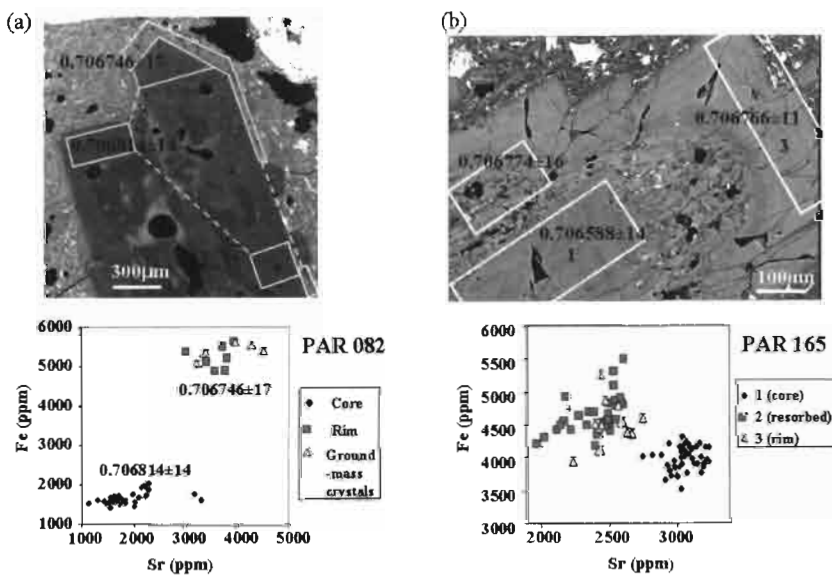 (a)
0.706746±17
0.706814±14
300µm
(b)
0.706766±11
3
0.706774±16
2
0.706588±14
1
100µm
6000
5000
4000
3000
2000
1000
Fe (ppm)
0.706746±17
0.706814±14
1000 2000 3000 4000 5000
Sr (ppm)
PAR 082
Core
Rim
Ground
-mass
crystals
6000
5500
5000
4500
4000
3500
3000
Fe (ppm)
2000 2500 3000
Sr (ppm)
PAR 165
1 (core)
2 (resorbed)
3 (rim)